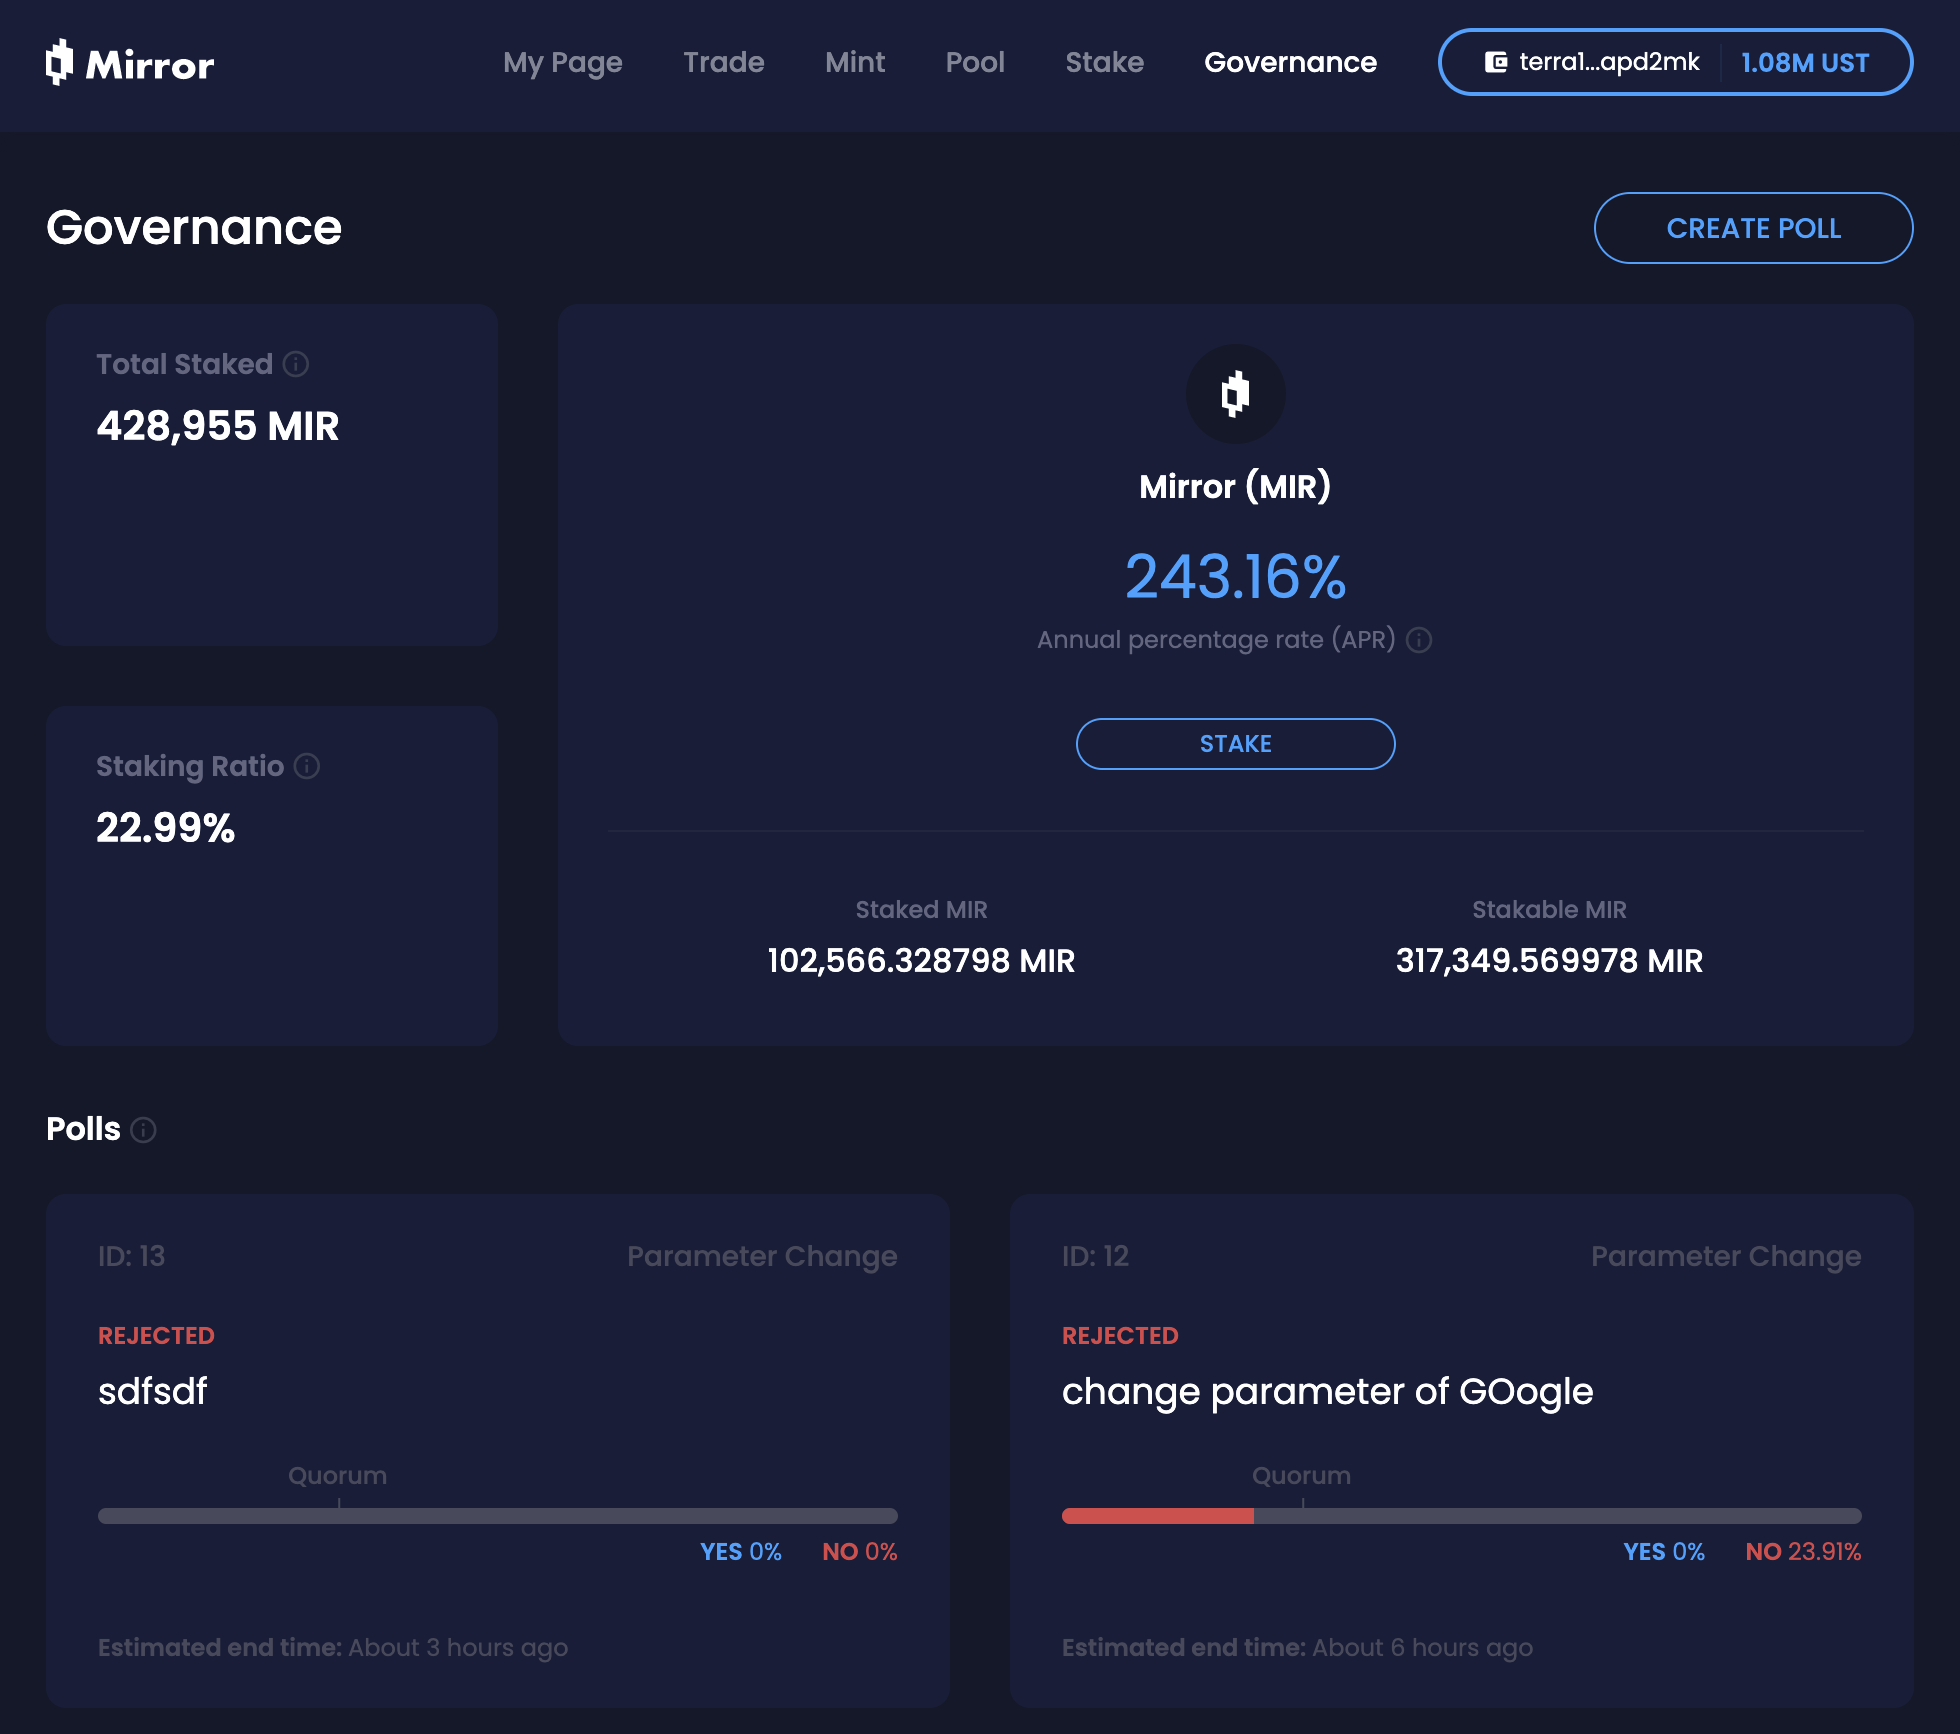 Mirror
My Page Trade Mint Pool Stake Governance terra1...apd2mk 1.08M UST
Governance
CREATE POLL
Total Staked
428,955 MIR
Mirror (MIR)
243.16%
Annual percentage rate (APR)
STAKE
Staking Ratio
22.99%
Staked MIR
102,566.328798 MIR
Stakable MIR
317,349.569978 MIR
Polls
ID: 13 Parameter Change
REJECTED
sdfsdf
Quorum
YES 0% NO 0%
Estimated end time: About 3 hours ago
ID: 12 Parameter Change
REJECTED
change parameter of GOogle
Quorum
YES 0% NO 23.91%
Estimated end time: About 6 hours ago